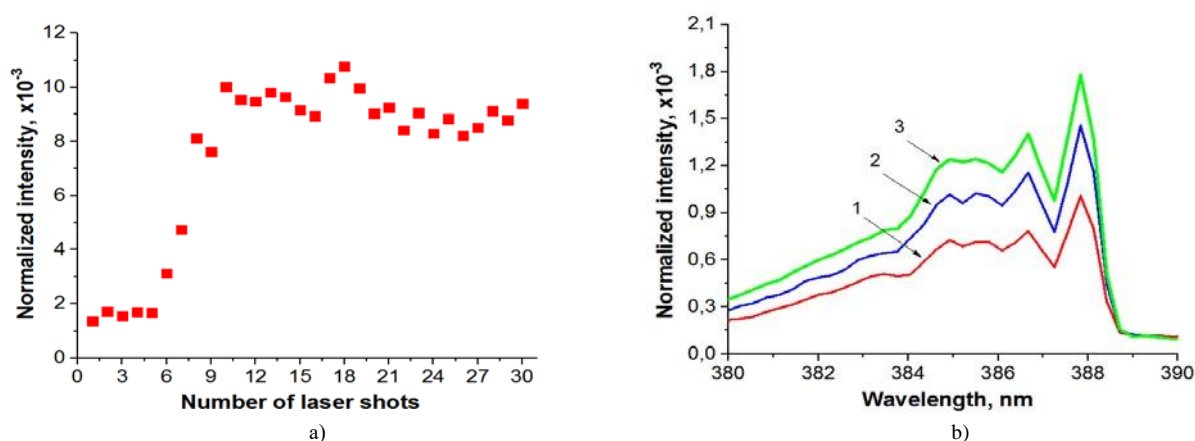 Normalized intensity, x10⁻³
12
10
8
6
4
2
0
0 3 6 9 12 15 18 21 24 27 30
Number of laser shots
a)
Normalized intensity, x10⁻³
2,1
1,8
1,5
1,2
0,9
0,6
0,3
0,0
3
2
1
380 382 384 386 388 390
Wavelength, nm
b)